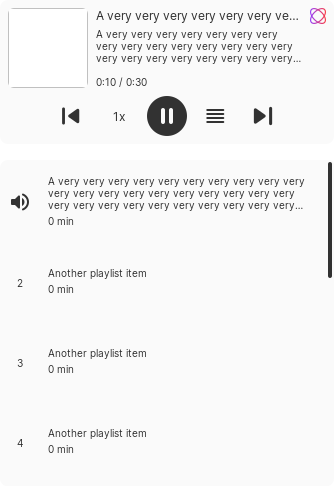 A very very very very very very ve...
A very very very very very very very
very very very very very very very very
very very very very very very very very...
0:10 / 0:30
1x
A very very very very very very very very very very
very very very very very very very very very very
very very very very very very very very very very...
0 min
2
Another playlist item
0 min
3
Another playlist item
0 min
4
Another playlist item
0 min